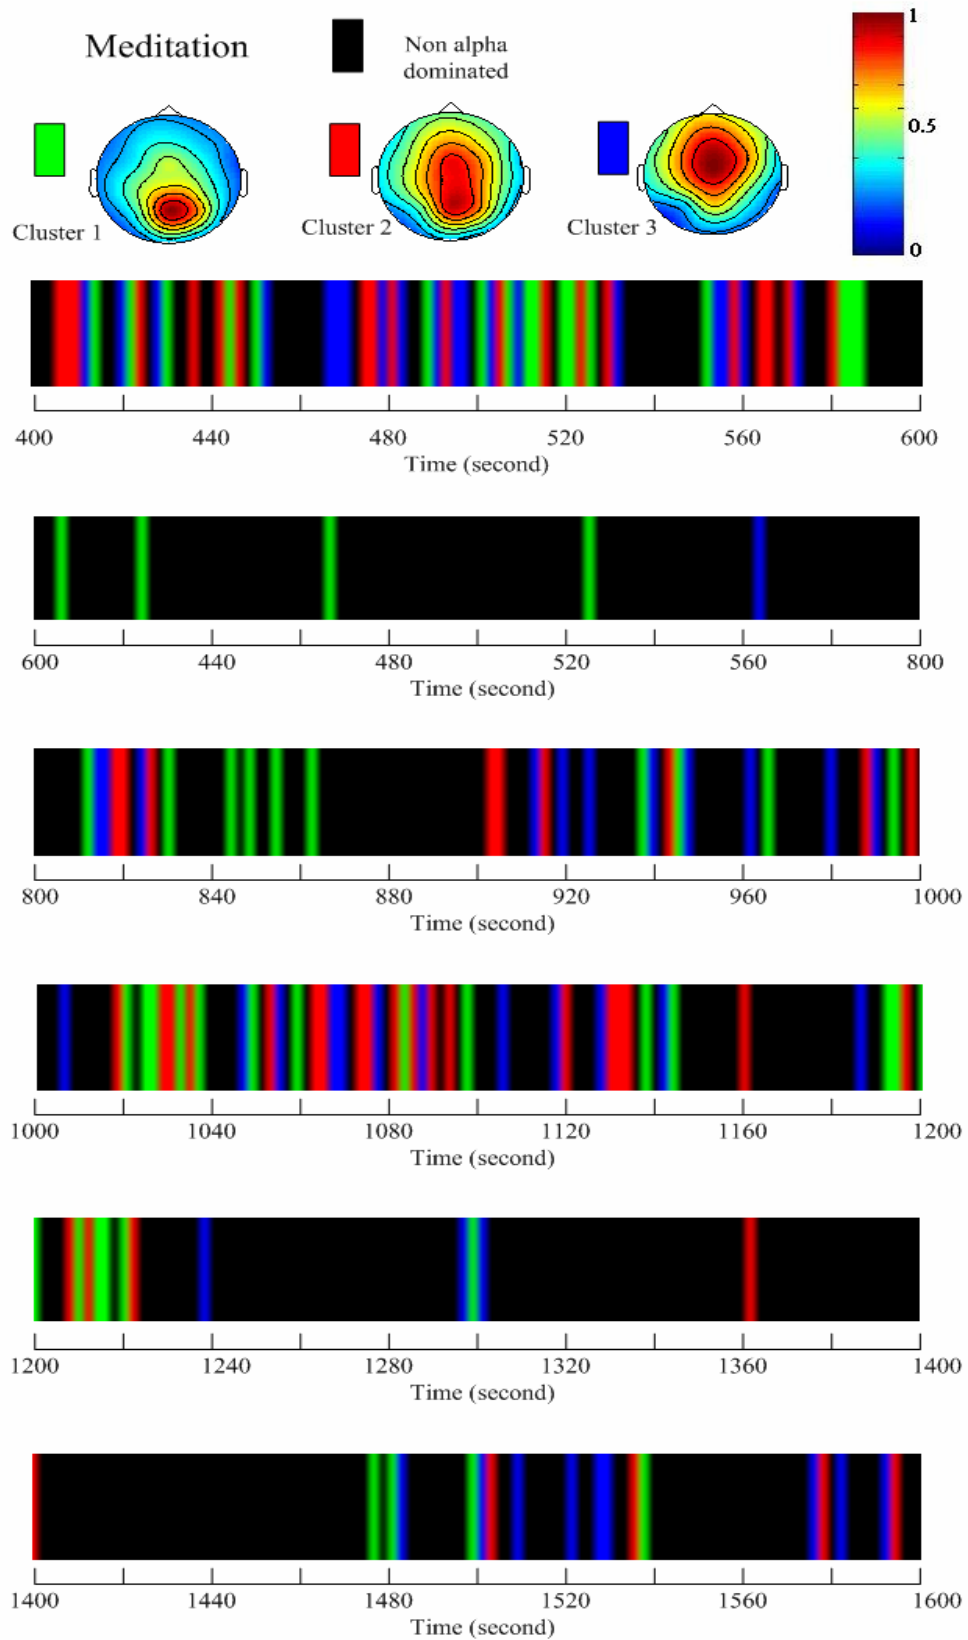 Meditation
Non alpha
dominated
1
0.5
0
Cluster 1
Cluster 2
Cluster 3
400 440 480 520 560 600
Time (second)
600 440 480 520 560 800
Time (second)
800 840 880 920 960 1000
Time (second)
1000 1040 1080 1120 1160 1200
Time (second)
1200 1240 1280 1320 1360 1400
Time (second)
1400 1440 1480 1520 1560 1600
Time (second)